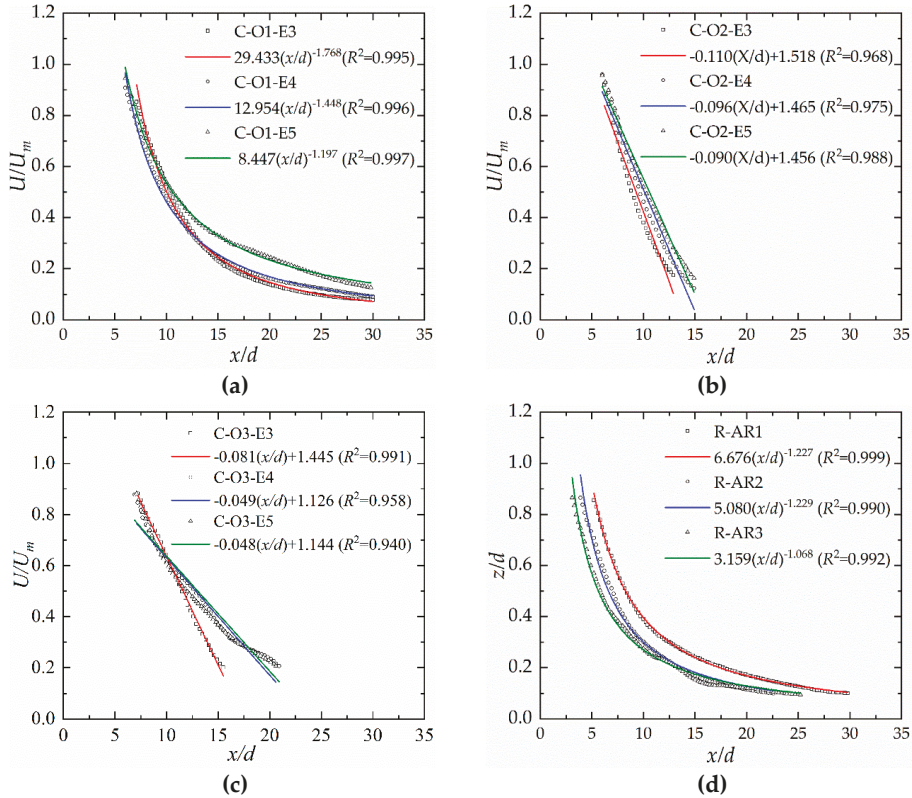 C-O1-E3
29.433(x/d)^-1.768(R²=0.995)
C-O1-E4
12.954(x/d)^-1.448(R²=0.996)
C-O1-E5
8.447(x/d)^-1.197(R²=0.997)
U/U_m
1.2
1.0
0.8
0.6
0.4
0.2
0.0
0 5 10 15 20 25 30 35
x/d
(a)
C-O2-E3
-0.110(X/d)+1.518 (R²=0.968)
C-O2-E4
-0.096(X/d)+1.465 (R²=0.975)
C-O2-E5
-0.090(X/d)+1.456 (R²=0.988)
U/U_m
1.2
1.0
0.8
0.6
0.4
0.2
0.0
0 5 10 15 20 25 30 35
x/d
(b)
C-O3-E3
-0.081(x/d)+1.445 (R²=0.991)
C-O3-E4
-0.049(x/d)+1.126 (R²=0.958)
C-O3-E5
-0.048(x/d)+1.144 (R²=0.940)
U/U_m
1.2
1.0
0.8
0.6
0.4
0.2
0.0
0 5 10 15 20 25 30 35
x/d
(c)
R-AR1
6.676(x/d)^-1.227 (R²=0.999)
R-AR2
5.080(x/d)^-1.229 (R²=0.990)
R-AR3
3.159(x/d)^-1.068 (R²=0.992)
z/d
1.2
1.0
0.8
0.6
0.4
0.2
0.0
0 5 10 15 20 25 30 35
x/d
(d)